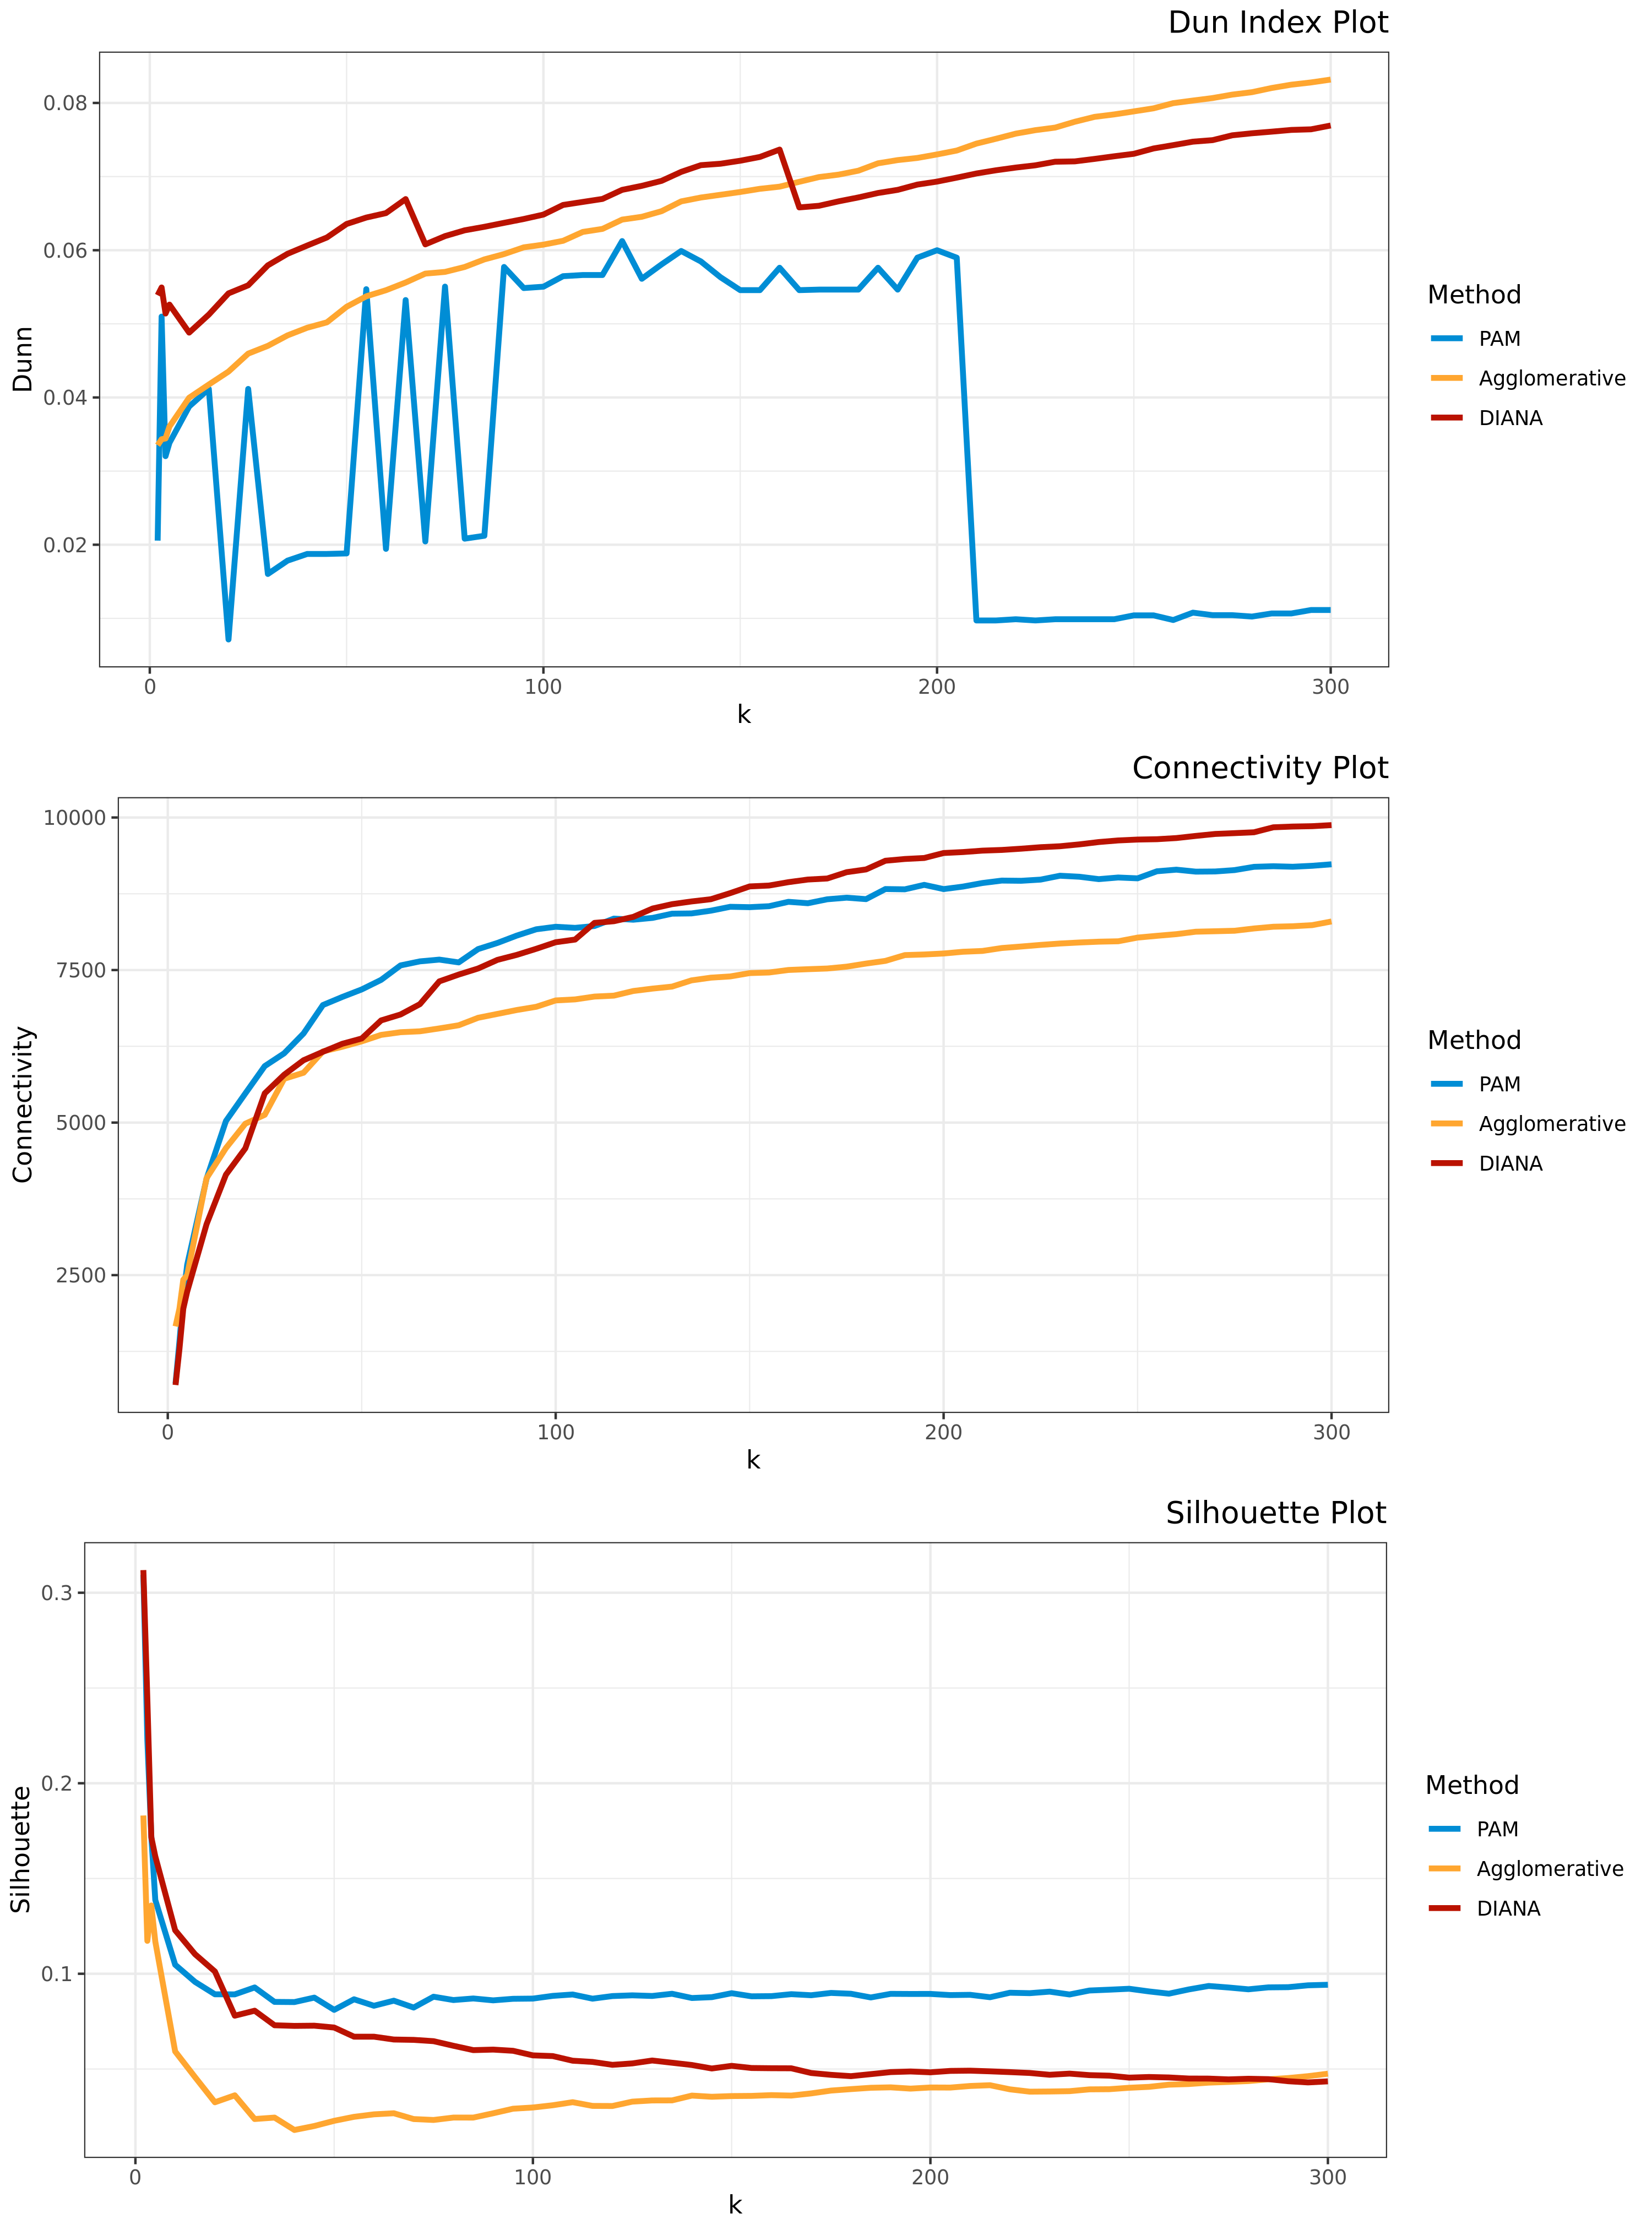 Dun Index Plot
0.08
0.06
0.04
0.02
Dunn
0 100 200 300
k
Method
PAM
Agglomerative
DIANA
Connectivity Plot
10000
7500
5000
2500
Connectivity
0 100 200 300
k
Method
PAM
Agglomerative
DIANA
Silhouette Plot
0.3
0.2
0.1
Silhouette
0 100 200 300
k
Method
PAM
Agglomerative
DIANA